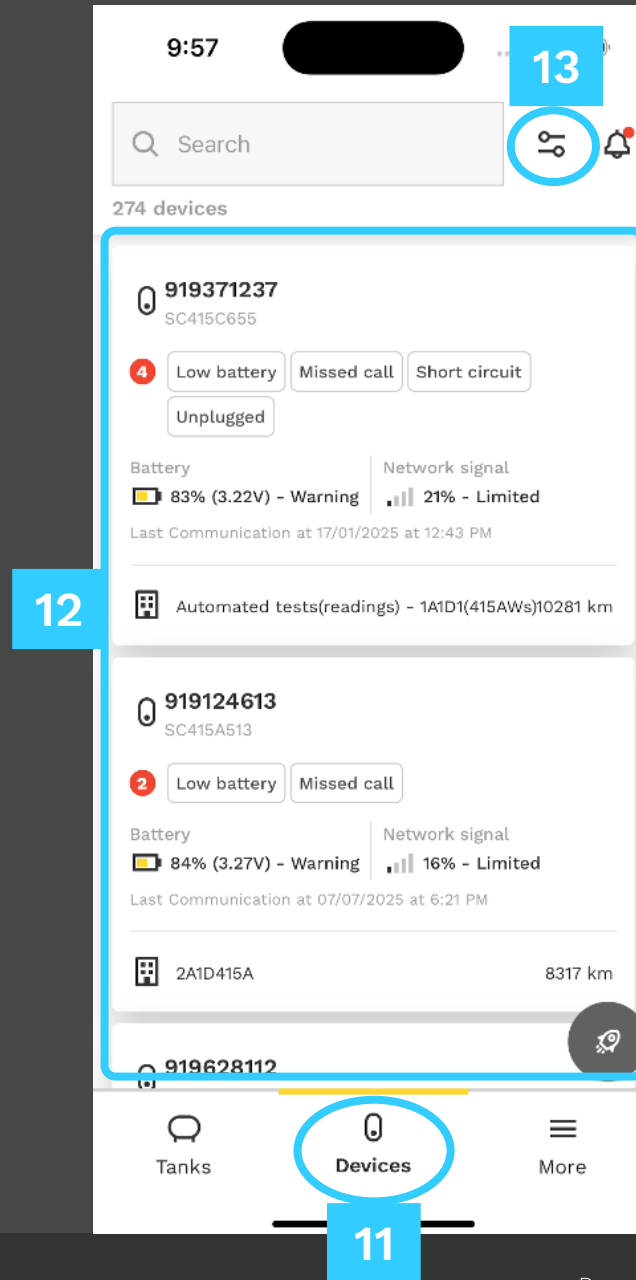 9:57
13
Search
274 devices
919371237
SC415C655
4 Low battery Missed call Short circuit
Unplugged
Battery Network signal
83% (3.22V) - Warning 21% - Limited
Last Communication at 17/01/2025 at 12:43 PM
12
Automated tests(readings) - 1A1D1(415AWs)10281 km
919124613
SC415A513
2 Low battery Missed call
Battery Network signal
84% (3.27V) - Warning 16% - Limited
Last Communication at 07/07/2025 at 6:21 PM
2A1D415A 8317 km
919628112
Tanks Devices More
11